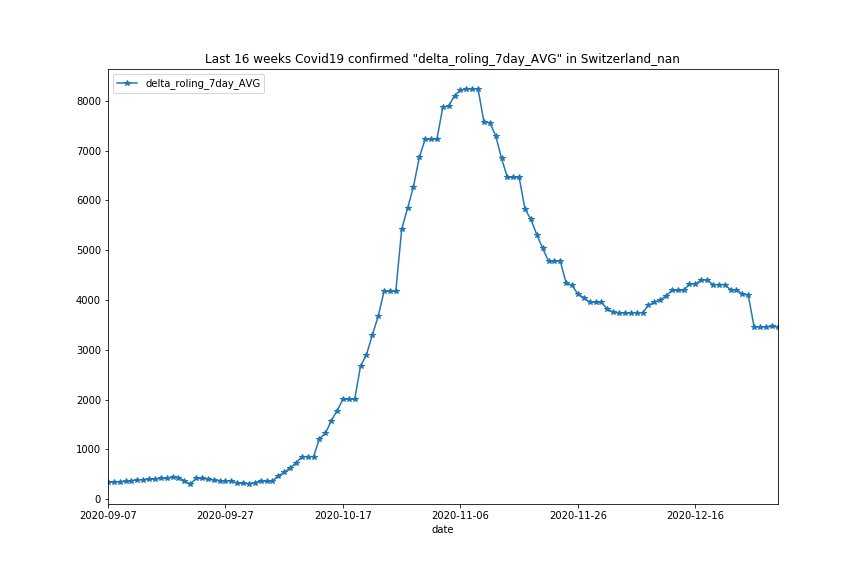 Last 16 weeks Covid19 confirmed "delta_roling_7day_AVG" in Switzerland_nan
delta_roling_7day_AVG
8000
7000
6000
5000
4000
3000
2000
1000
0
2020-09-07 2020-09-27 2020-10-17 2020-11-06 2020-11-26 2020-12-16
date